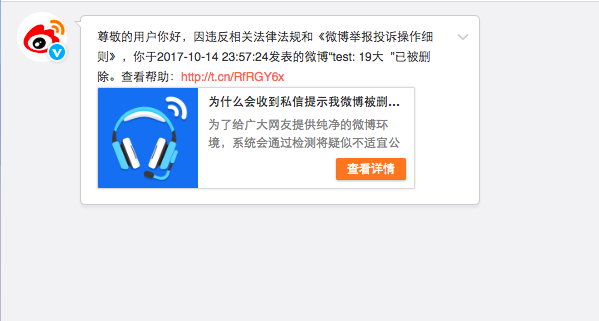 尊敬的用户你好，因违反相关法律法规和《微博举报投诉操作细
则》，你于2017-10-14 23:57:24发表的微博“test: 19大  ”已被删
除。查看帮助：http://t.cn/RfRGY6x
为什么会收到私信提示我微博被删...
为了给广大网友提供纯净的微博环
境，系统会通过检测将疑似不适宜公
查看详情